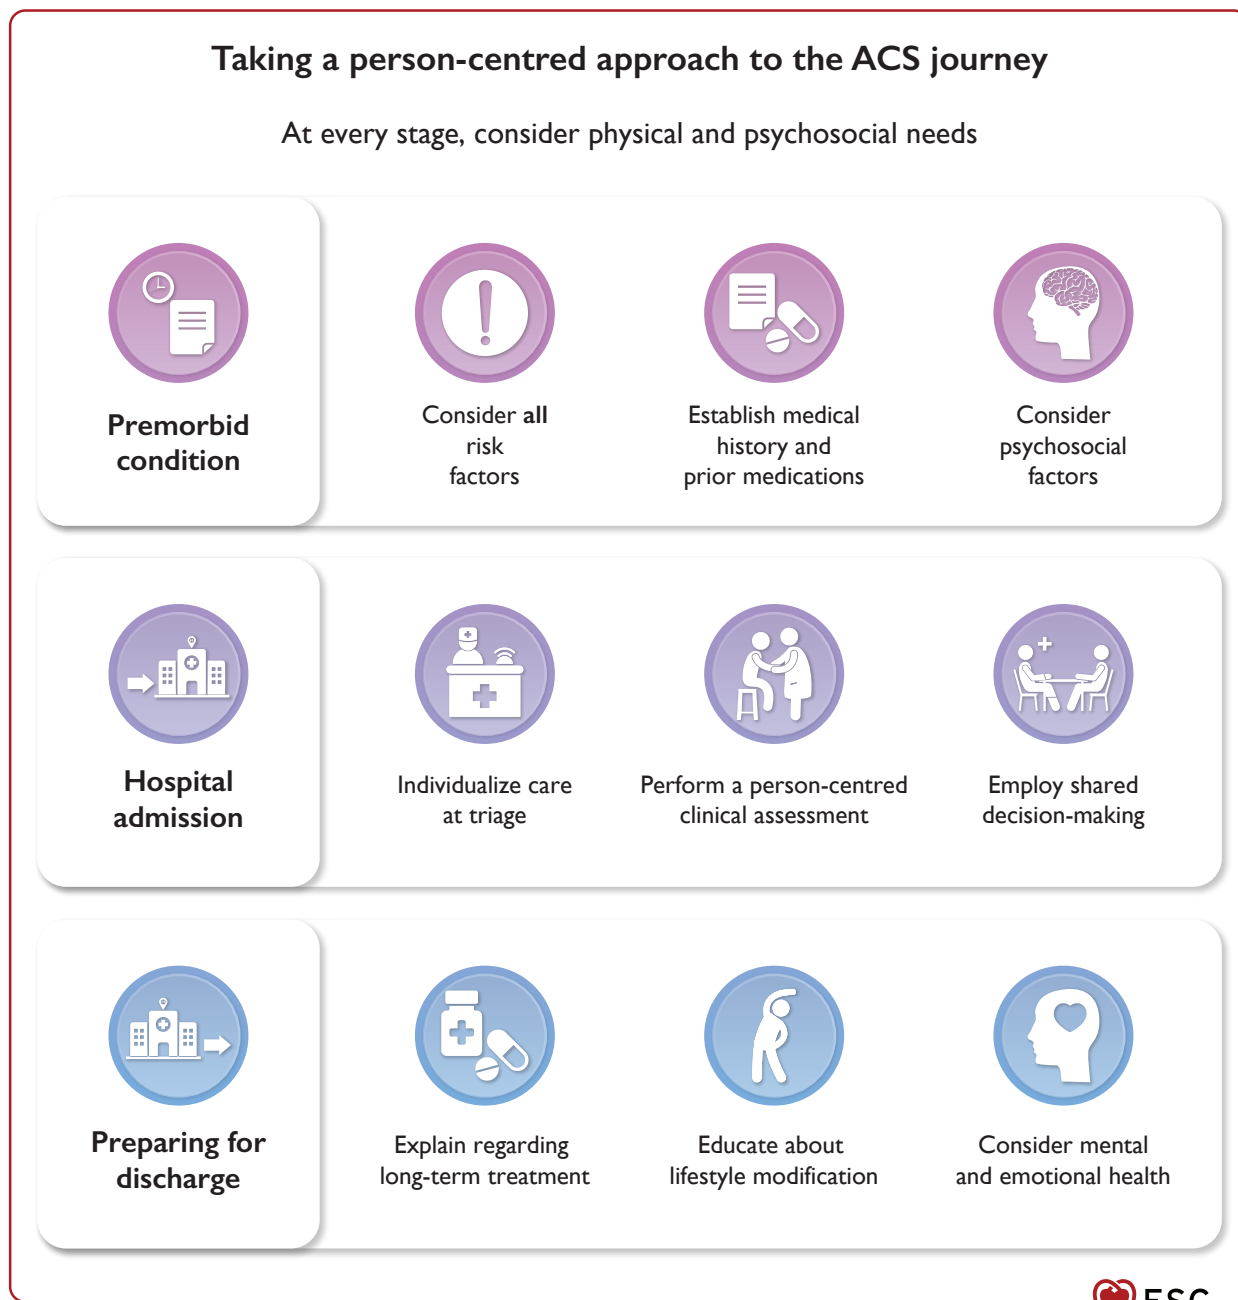 Taking a person-centred approach to the ACS journey
At every stage, consider physical and psychosocial needs
Premorbid
condition
Consider all
risk
factors
Establish medical
history and
prior medications
Consider
psychosocial
factors
Hospital
admission
Individualize care
at triage
Perform a person-centred
clinical assessment
Employ shared
decision-making
Preparing for
discharge
Explain regarding
long-term treatment
Educate about
lifestyle modification
Consider mental
and emotional health
ESC